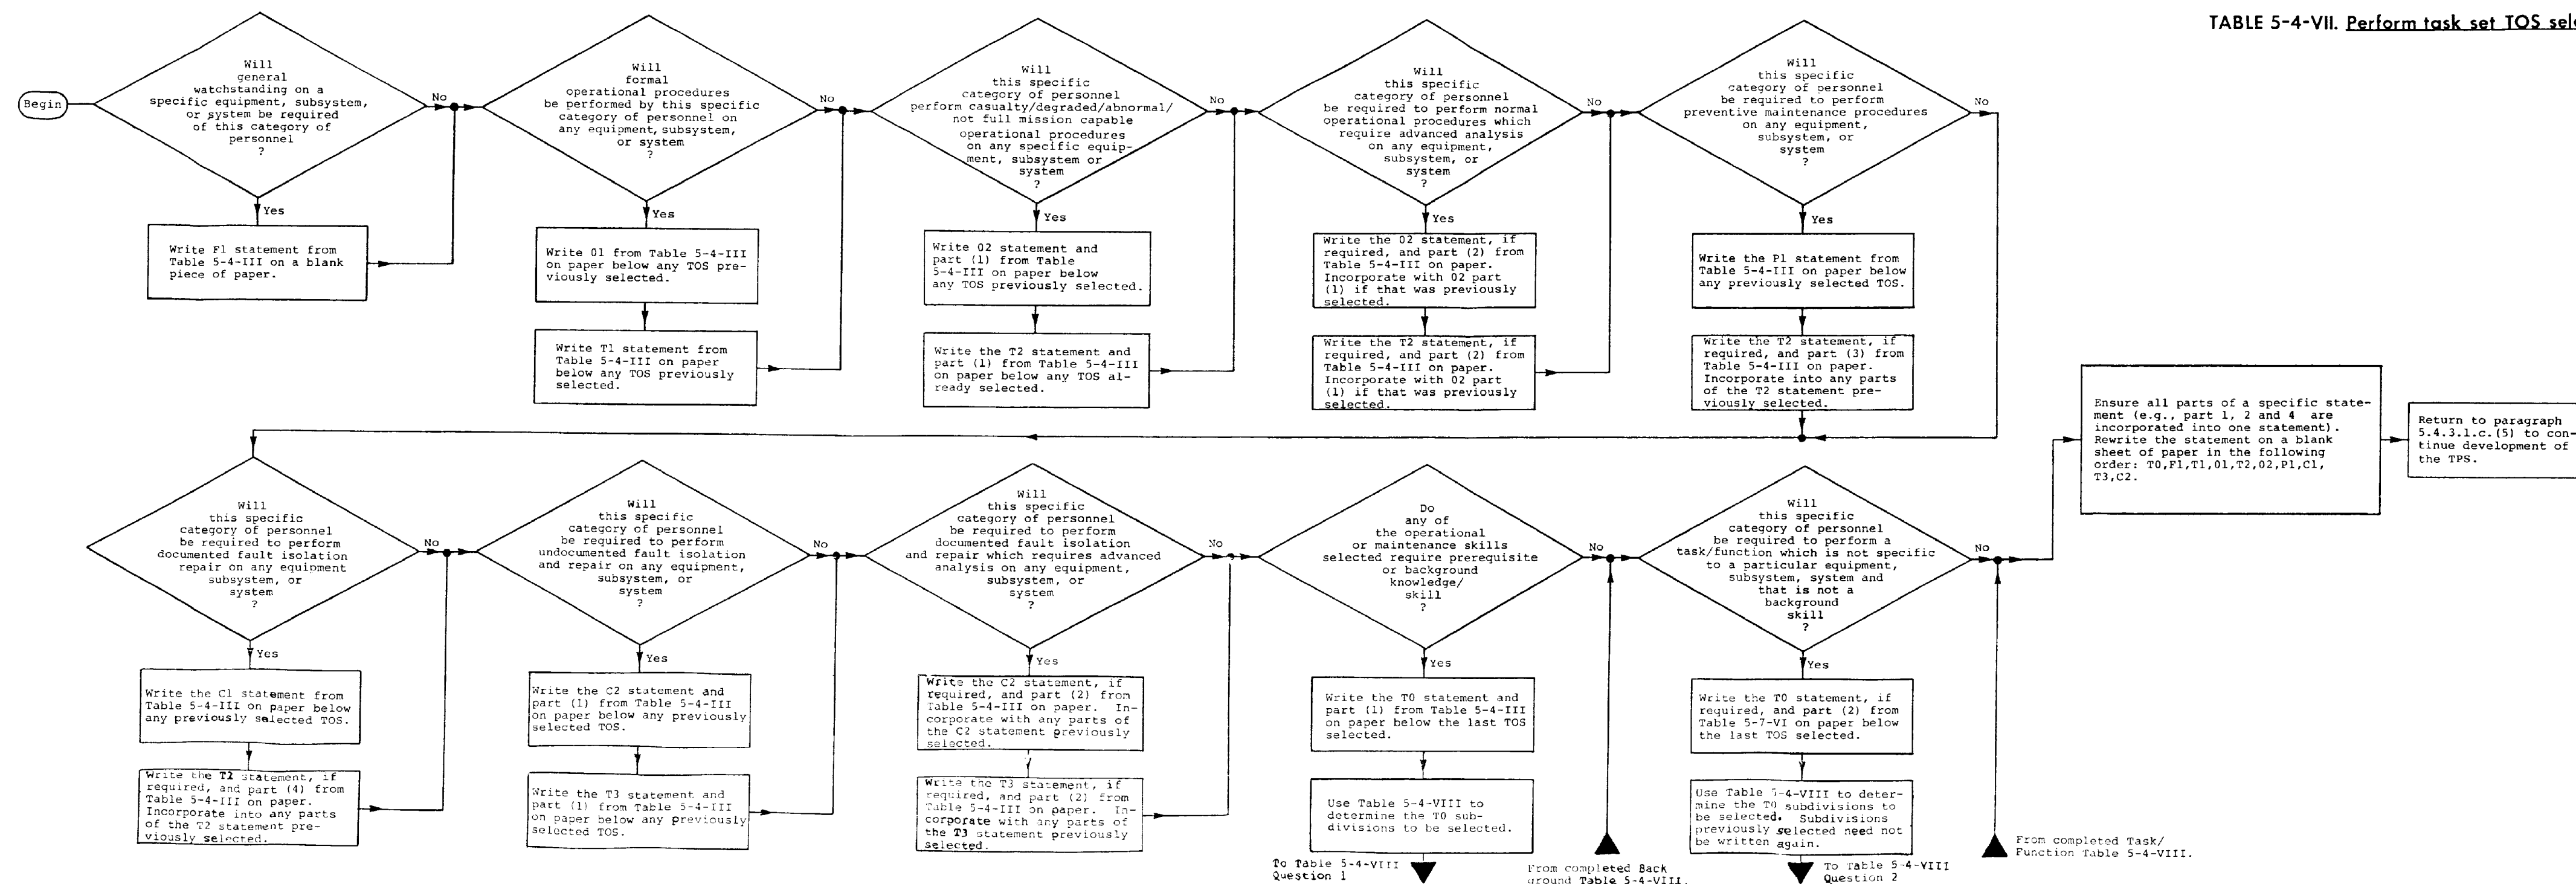 TABLE 5-4-VII. Perform task set TOS sele
Begin
Will
general
watchstanding on a
specific equipment, subsystem,
or system be required
of this category of
personnel
?
No
Yes
Write F1 statement from
Table 5-4-III on a blank
piece of paper.
Will
formal
operational procedures
be performed by this specific
category of personnel on
any equipment, subsystem,
or system
?
No
Yes
Write 01 from Table 5-4-III
on paper below any TOS pre-
viously selected.
Write T1 statement from
Table 5-4-III on paper
below any TOS previously
selected.
Will
this specific
category of personnel
perform casualty/degraded/abnormal/
not full mission capable
operational procedures
on any specific equip-
ment, subsystem or
system
?
No
Yes
Write 02 statement and
part (1) from Table
5-4-III on paper below
any TOS previously selected.
Write the T2 statement and
part (1) from Table 5-4-III
on paper below any TOS al-
ready selected.
Will
this specific
category of personnel
be required to perform normal
operational procedures which
require advanced analysis
on any equipment,
subsystem, or
system
?
No
Yes
Write the 02 statement, if
required, and part (2) from
Table 5-4-III on paper.
Incorporate with 02 part
(1) if that was previously
selected.
Write the T2 statement, if
required, and part (2) from
Table 5-4-III on paper.
Incorporate with 02 part
(1) if that was previously
selected.
Will
this specific
category of personnel
be required to perform
preventive maintenance procedures
on any equipment,
subsystem, or
system
?
No
Yes
Write the P1 statement from
Table 5-4-III on paper below
any previously selected TOS.
Write the T2 statement, if
required, and part (3) from
Table 5-4-III on paper.
Incorporate into any parts
of the T2 statement pre-
viously selected.
Will
this specific
category of personnel
be required to perform
documented fault isolation
repair on any equipment
subsystem, or
system
?
No
Yes
Write the C1 statement from
Table 5-4-III on paper below
any previously selected TOS.
Write the T2 statement, if
required, and part (4) from
Table 5-4-III on paper.
Incorporate into any parts
of the T2 statement pre-
viously selected.
Will
this specific
category of personnel
be required to perform
undocumented fault isolation
and repair on any equipment,
subsystem, or
system
?
No
Yes
Write the C2 statement and
part (1) from Table 5-4-III
on paper below any previously
selected TOS.
Write the T3 statement and
part (1) from Table 5-4-III
on paper below any previously
selected TOS.
Will
this specific
category of personnel
be required to perform
documented fault isolation
and repair which requires advanced
analysis on any equipment,
subsystem, or
system
?
No
Yes
Write the C2 statement, if
required, and part (2) from
Table 5-4-III on paper. In-
corporate with any parts of
the C2 statement previously
selected.
Write the T3 statement, if
required, and part (2) from
Table 5-4-III on paper. In-
corporate with any parts of
the T3 statement previously
selected.
Do
any of
the operational
or maintenance skills
selected require prerequisite
or background
knowledge/
skill
?
No
Yes
Write the T0 statement and
part (1) from Table 5-4-III
on paper below the last TOS
selected.
Use Table 5-4-VIII to
determine the T0 sub-
divisions to be selected.
To Table 5-4-VIII
Question 1
From completed Back
ground Table 5-4-VIII.
Will
this specific
category of personnel
be required to perform a
task/function which is not specific
to a particular equipment,
subsystem, system and
that is not a
background
skill
?
No
Yes
Write the T0 statement, if
required, and part (2) from
Table 5-7-VI on paper below
the last TOS selected.
Use Table 5-4-VIII to deter-
mine the T0 subdivisions to
be selected. Subdivisions
previously selected need not
be written again.
To Table 5-4-VIII
Question 2
From completed Task/
Function Table 5-4-VIII.
Ensure all parts of a specific state-
ment (e.g., part 1, 2 and 4 are
incorporated into one statement).
Rewrite the statement on a blank
sheet of paper in the following
order: T0,F1,T1,01,T2,02,P1,C1,
T3,C2.
Return to paragraph
5.4.3.1.c.(5) to con-
tinue development of
the TPS.